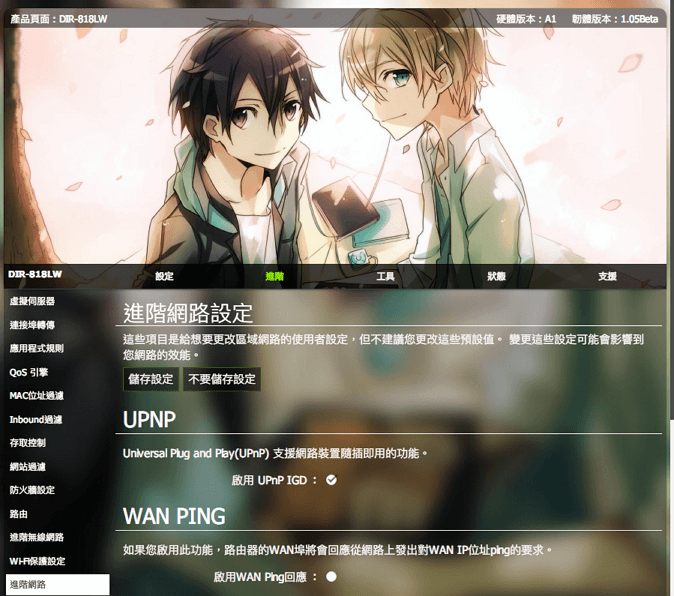 產品頁面：DIR-818LW 硬體版本：A1 韌體版本：1.05Beta
DIR-818LW 設定 進階 工具 狀態 支援
虛擬伺服器
連接埠轉傳
應用程式規則
QoS 引擎
MAC位址過濾
Inbound過濾
存取控制
網站過濾
防火牆設定
路由
進階無線網路
Wi-Fi保護設定
進階網路
進階網路設定
這些項目是給想要更改區域網路的使用者設定，但不建議您更改這些預設值。 變更這些設定可能會影響到
您網路的效能。
儲存設定 不要儲存設定
UPNP
Universal Plug and Play(UPnP) 支援網路裝置隨插即用的功能。
啟用 UPnP IGD ：
WAN PING
如果您啟用此功能，路由器的WAN埠將會回應從網路上發出對WAN IP位址ping的要求。
啟用WAN Ping回應 ：